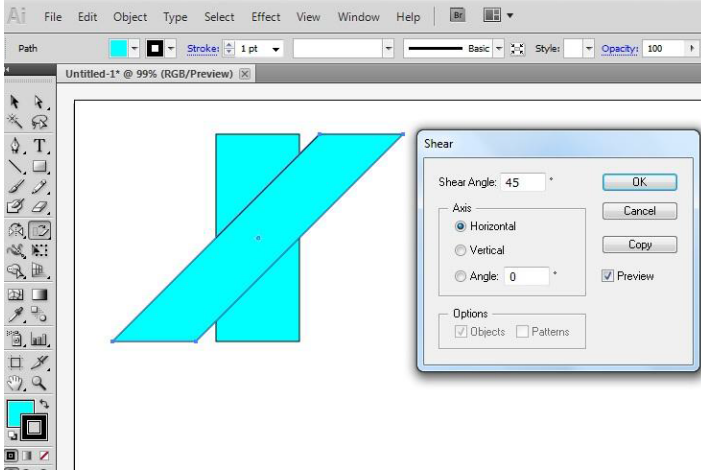 Ai File Edit Object Type Select Effect View Window Help Br
Path Stroke: 1 pt Basic Style: Opacity: 100
Untitled-1* @ 99% (RGB/Preview)
T
Shear
Shear Angle: 45 °
OK
Axis
Cancel
Horizontal
Vertical
Copy
Angle: 0 °
Preview
Options
Objects Patterns